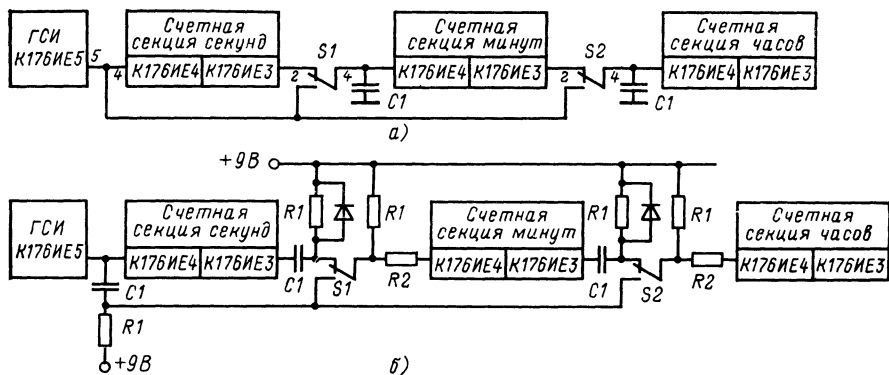 ГСИ
К176ИЕ5
5
4
Счетная
секция секунд
К176ИЕ4 К176ИЕ3
2
S1
4
C1
Счетная
секция минут
К176ИЕ4 К176ИЕ3
2
S2
4
C1
Счетная
секция часов
К176ИЕ4 К176ИЕ3
а)
+9В
ГСИ
К176ИЕ5
C1
R1
+9В
Счетная
секция секунд
К176ИЕ4 К176ИЕ3
C1
R1
S1
R1
R2
Счетная
секция минут
К176ИЕ4 К176ИЕ3
C1
R1
S2
R1
R2
Счетная
секция часов
К176ИЕ4 К176ИЕ3
б)